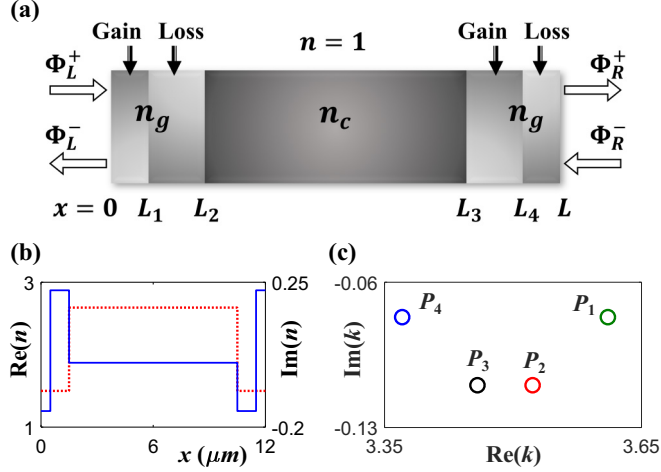 (a)
Gain Loss n = 1 Gain Loss
Φ_L^+ Φ_R^+
n_g n_c n_g
Φ_L^- Φ_R^-
x = 0 L_1 L_2 L_3 L_4 L
(b) (c)
3 0.25 -0.06
P_4 P_1
Re(n) Im(n) Im(k)
P_3 P_2
1 -0.2 -0.13
0 6 12 3.35 3.65
x (μm) Re(k)